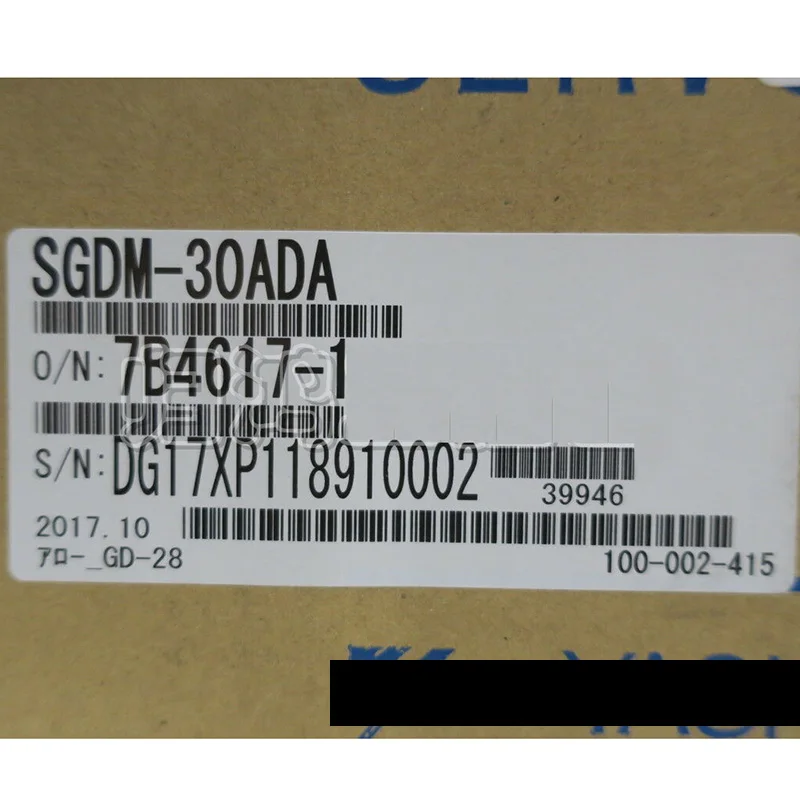 SGDM-30ADA
O/N: 7B4617-1
S/N: DG17XP118910002
39946
2017.10
ｱﾛｰ_GD-28
100-002-415